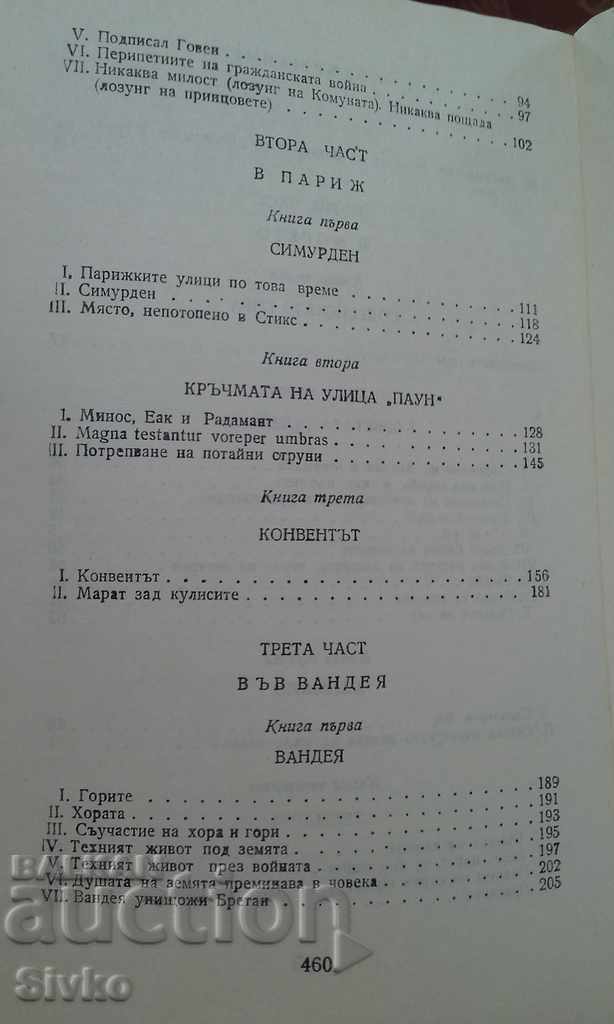 V. Подписал Говен . . . . . . . . . . . . . . 94
VI. Перипетиите на гражданската война . . . . . . . . 97
VII. Никаква милост (лозунг на Комуната). Никаква пощада
(лозунг на принцовете) . . . . . . . . . . . . 102
ВТОРА ЧАСТ
В ПАРИЖ
Книга първа
СИМУРДЕН
I. Парижките улици по това време . . . . . . . . . . 111
II. Симурден . . . . . . . . . . . . . . . . . 118
III. Място, непотопено в Стикс . . . . . . . . . . . 124
Книга втора
КРЪЧМАТА НА УЛИЦА „ПАУН“
I. Минос, Еак и Радамант . . . . . . . . . . . . . 128
II. Magna testantur voreper umbras . . . . . . . . . . 131
III. Потрепване на потайни струни . . . . . . . . . . 145
Книга трета
КОНВЕНТЪТ
I. Конвентът . . . . . . . . . . . . . . . . . 156
II. Марат зад кулисите . . . . . . . . . . . . . . 181
ТРЕТА ЧАСТ
ВЪВ ВАНДЕЯ
Книга първа
ВАНДЕЯ
I. Горите . . . . . . . . . . . . . . . . . . 189
II. Хората . . . . . . . . . . . . . . . . . . 191
III. Съучастие на хора и гори . . . . . . . . . . . . 193
IV. Техният живот под земята . . . . . . . . . . . . 195
V. Техният живот през войната . . . . . . . . . . . 197
VI. Душата на земята преминава в човека . . . . . . . . 202
VII. Вандея унищожи Бретан . . . . . . . . . . . . . 205
460
auction
Sivko